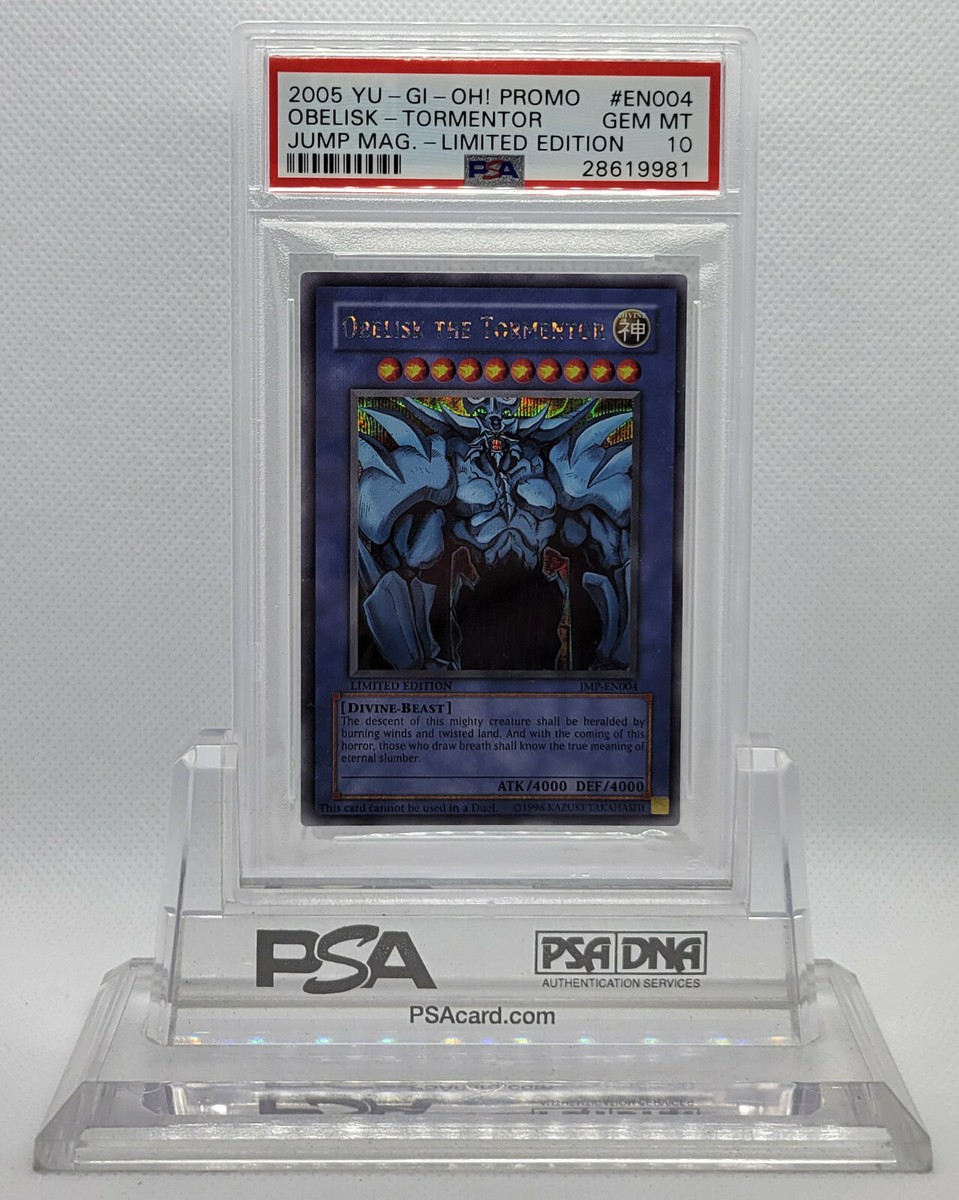 2005 YU-GI-OH! PROMO #EN004
OBELISK-TORMENTOR GEM MT
JUMP MAG.-LIMITED EDITION 10
PSA 28619981
OBELISK THE TORMENTOR
DIVINE
神
LIMITED EDITION JMP-EN004
[DIVINE-BEAST]
The descent of this mighty creature shall be heralded by
burning winds and twisted land. And with the coming of this
horror, those who draw breath shall know the true meaning of
eternal slumber.
ATK/4000 DEF/4000
This card cannot be used in a Duel. ©1996 KAZUKI TAKAHASHI
PSA PSA DNA
AUTHENTICATION SERVICES
PSAcard.com